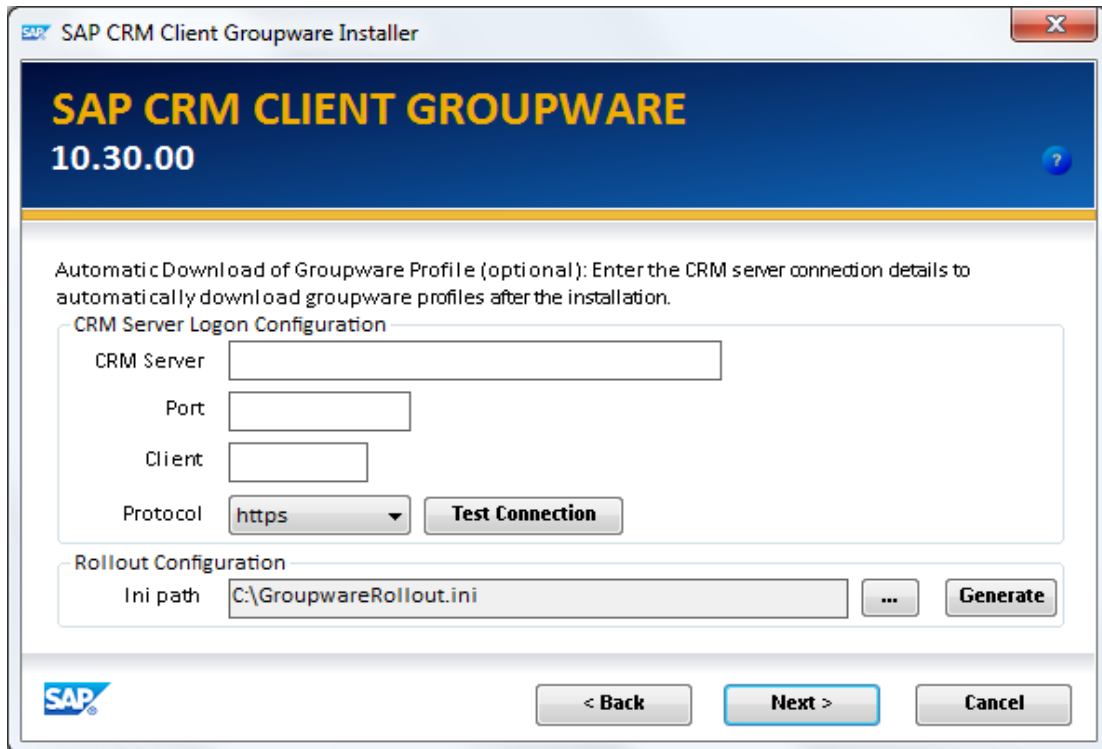 SAP SAP CRM Client Groupware Installer
SAP CRM CLIENT GROUPWARE
10.30.00
?
Automatic Download of Groupware Profile (optional): Enter the CRM server connection details to
automatically download groupware profiles after the installation.
CRM Server Logon Configuration
CRM Server
Port
Client
Protocol https Test Connection
Rollout Configuration
Ini path C:\GroupwareRollout.ini ... Generate
SAP® < Back Next > Cancel